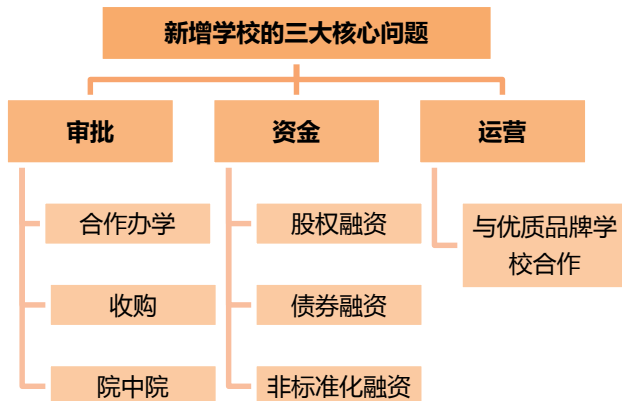 新增学校的三大核心问题
审批
资金
运营
合作办学
股权融资
与优质品牌学
校合作
收购
债券融资
院中院
非标准化融资